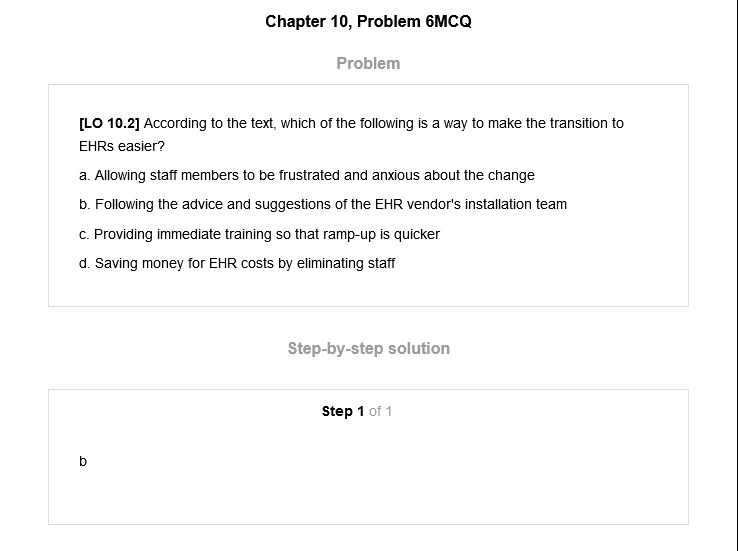 Chapter 10, Problem 6MCQ
Problem
[LO 10.2] According to the text, which of the following is a way to make the transition to
EHRs easier?
a. Allowing staff members to be frustrated and anxious about the change
b. Following the advice and suggestions of the EHR vendor's installation team
c. Providing immediate training so that ramp-up is quicker
d. Saving money for EHR costs by eliminating staff
Step-by-step solution
Step 1 of 1
b